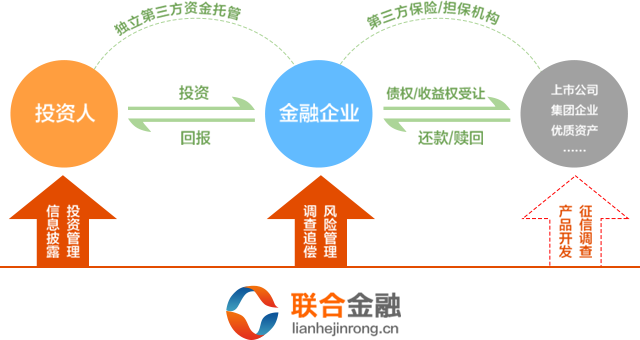 独立第三方资金托管
第三方保险/担保机构
投资人
投资
回报
金融企业
债权/收益权受让
还款/赎回
上市公司
集团企业
优质资产
......
投资管理
信息披露
风险管理
调查追偿
征信调查
产品开发
联合金融
lianhejinrong.cn